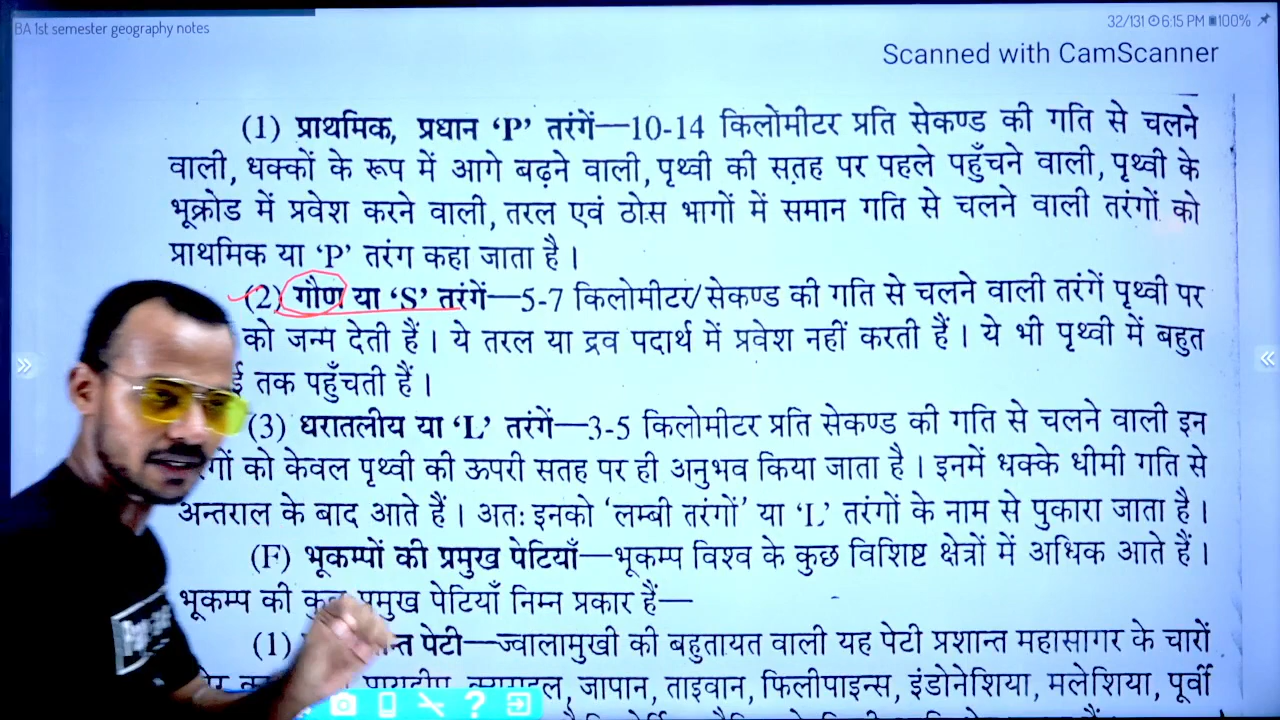 BA 1st semester geography notes
32/131 6:15 PM 100%
Scanned with CamScanner
(1) प्राथमिक, प्रधान ‘P’ तरंगें—10-14 किलोमीटर प्रति सेकण्ड की गति से चलने
वाली, धक्कों के रूप में आगे बढ़ने वाली, पृथ्वी की सतह पर पहले पहुँचने वाली, पृथ्वी के
भूक्रोड में प्रवेश करने वाली, तरल एवं ठोस भागों में समान गति से चलने वाली तरंगों को
प्राथमिक या ‘P’ तरंग कहा जाता है।
(2) गौण या ‘S’ तरंगें—5-7 किलोमीटर/सेकण्ड की गति से चलने वाली तरंगें पृथ्वी पर
को जन्म देती हैं। ये तरल या द्रव पदार्थ में प्रवेश नहीं करती हैं। ये भी पृथ्वी में बहुत
तक पहुँचती हैं।
(3) धरातलीय या ‘L’ तरंगें—3-5 किलोमीटर प्रति सेकण्ड की गति से चलने वाली इन
को केवल पृथ्वी की ऊपरी सतह पर ही अनुभव किया जाता है। इनमें धक्के धीमी गति से
अन्तराल के बाद आते हैं। अतः इनको ‘लम्बी तरंगों’ या ‘L’ तरंगों के नाम से पुकारा जाता है।
(F) भूकम्पों की प्रमुख पेटियाँ—भूकम्प विश्व के कुछ विशिष्ट क्षेत्रों में अधिक आते हैं।
भूकम्प की कुछ प्रमुख पेटियाँ निम्न प्रकार हैं—
(1) पेटी—ज्वालामुखी की बहुतायत वाली यह पेटी प्रशान्त महासागर के चारों
जापान, ताइवान, फिलीपाइन्स, इंडोनेशिया, मलेशिया, पूर्वी